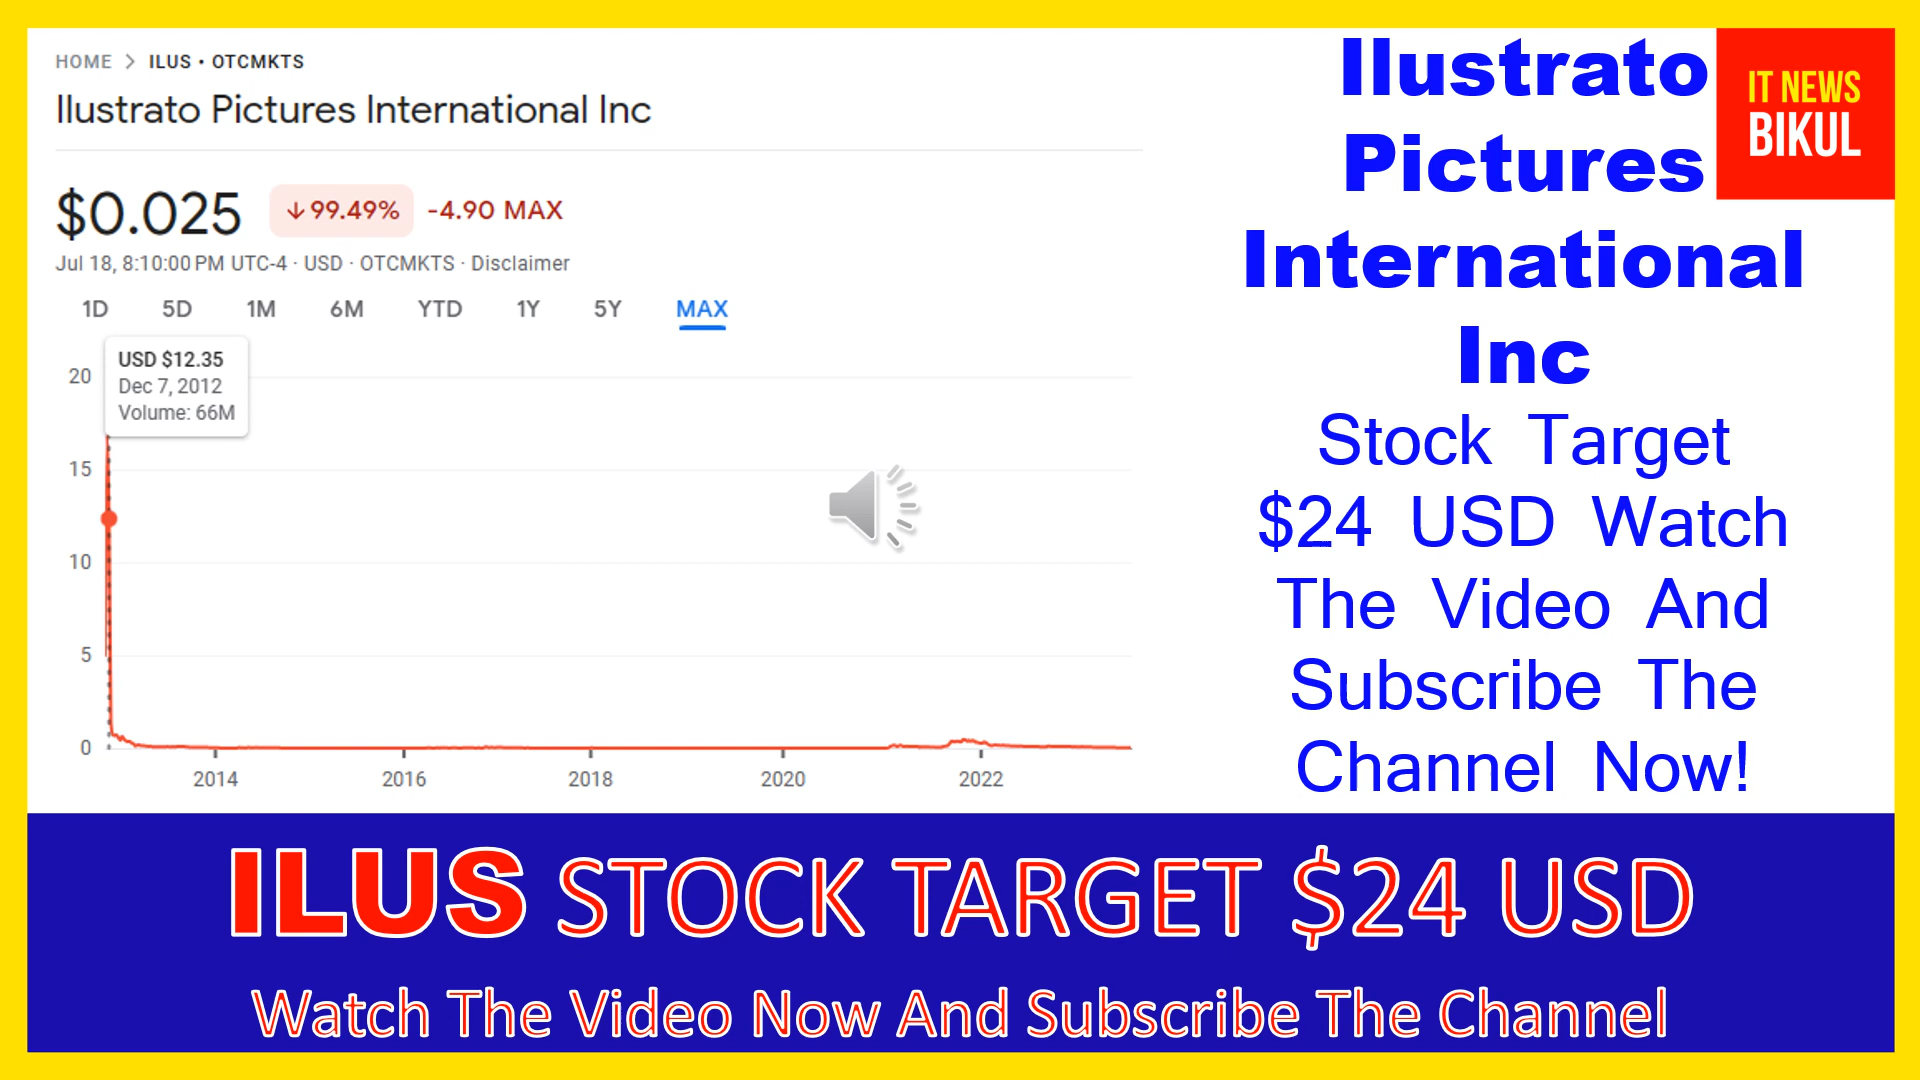 HOME > ILUS • OTCMKTS
Ilustrato Pictures International Inc
$0.025 ↓99.49% -4.90 MAX
Jul 18, 8:10:00 PM UTC-4 · USD · OTCMKTS · Disclaimer
1D 5D 1M 6M YTD 1Y 5Y MAX
USD $12.35
Dec 7, 2012
Volume: 66M
20
15
10
5
0
2014 2016 2018 2020 2022
Ilustrato
Pictures
International
Inc
Stock Target
$24 USD Watch
The Video And
Subscribe The
Channel Now!
IT NEWS
BIKUL
ILUS STOCK TARGET $24 USD
Watch The Video Now And Subscribe The Channel